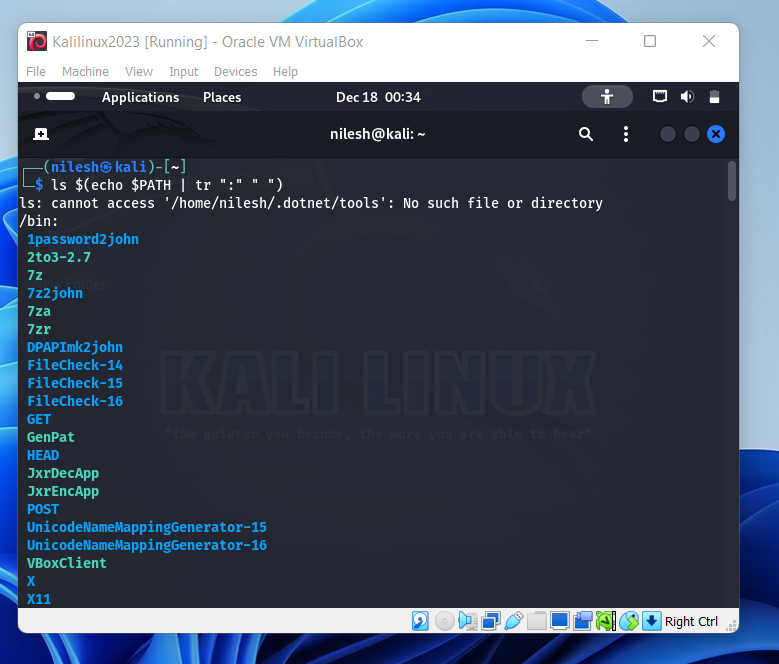 Kalilinux2023 [Running] - Oracle VM VirtualBox
File Machine View Input Devices Help
Applications Places Dec 18 00:34
nilesh@kali: ~
┌──(nilesh㉿kali)-[~]
└─$ ls $(echo $PATH | tr ":" " ")
ls: cannot access '/home/nilesh/.dotnet/tools': No such file or directory
/bin:
1password2john
2to3-2.7
7z
7z2john
7za
7zr
DPAPImk2john
FileCheck-14
FileCheck-15
FileCheck-16
GET
GenPat
HEAD
JxrDecApp
JxrEncApp
POST
UnicodeNameMappingGenerator-15
UnicodeNameMappingGenerator-16
VBoxClient
X
X11
Folder
KALI LINUX
"the quieter you become, the more you are able to hear"
Right Ctrl